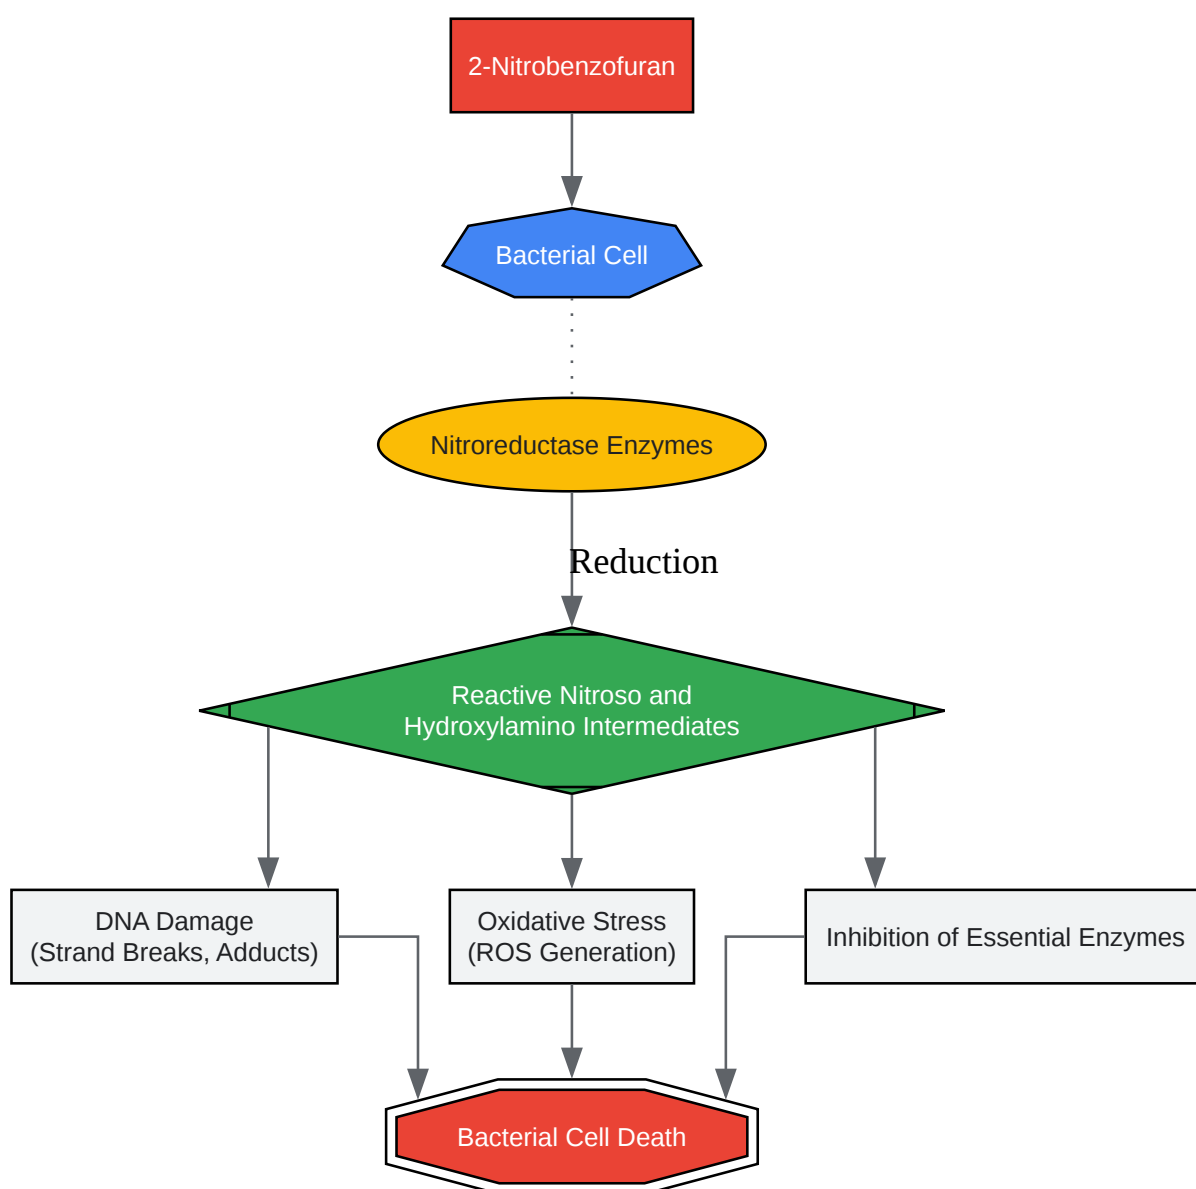 2-Nitrobenzofuran
Bacterial Cell
Nitroreductase Enzymes
Reduction
Reactive Nitroso and
Hydroxylamino Intermediates
DNA Damage
(Strand Breaks, Adducts)
Oxidative Stress
(ROS Generation)
Inhibition of Essential Enzymes
Bacterial Cell Death